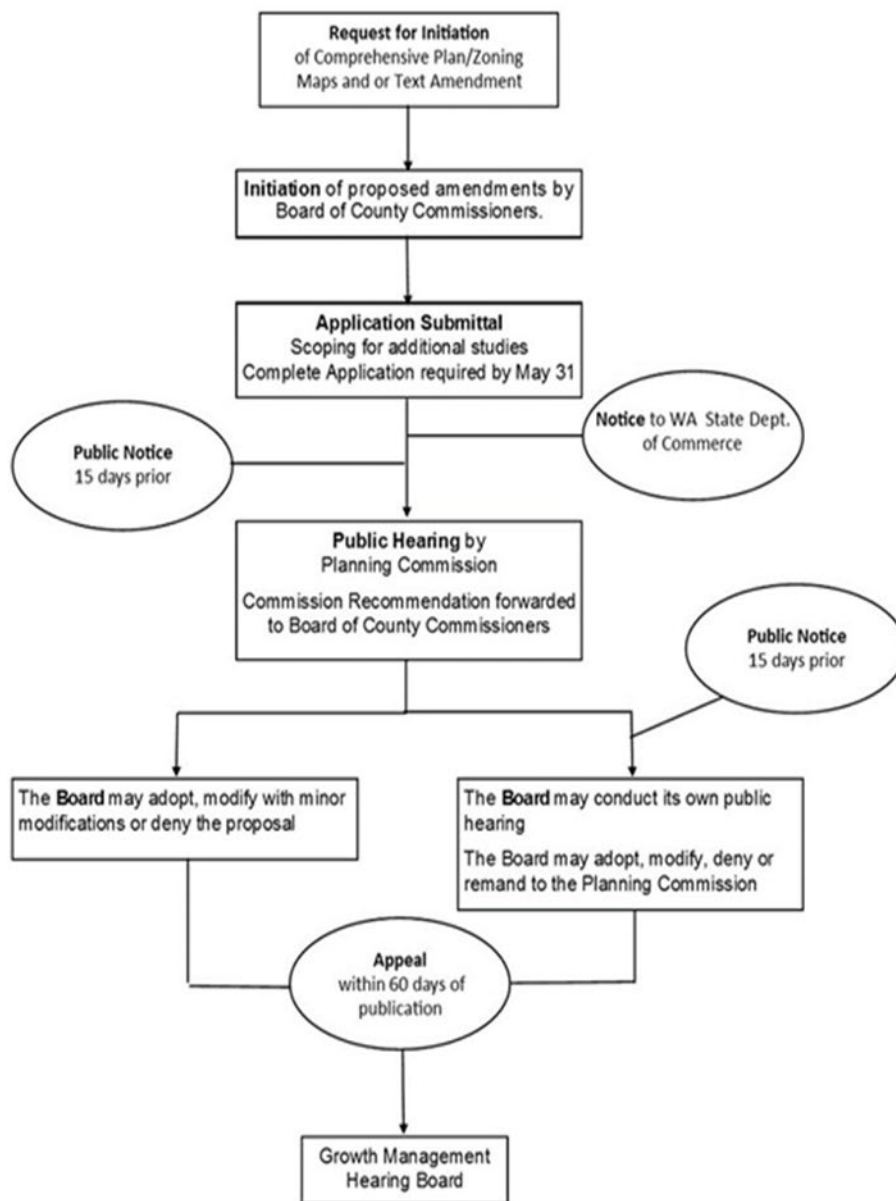 Request for Initiation
of Comprehensive Plan/Zoning
Maps and or Text Amendment
Initiation of proposed amendments by
Board of County Commissioners.
Application Submittal
Scoping for additional studies
Complete Application required by May 31
Notice to WA State Dept.
of Commerce
Public Notice
15 days prior
Public Hearing by
Planning Commission
Commission Recommendation forwarded
to Board of County Commissioners
Public Notice
15 days prior
The Board may adopt, modify with minor
modifications or deny the proposal
The Board may conduct its own public
hearing
The Board may adopt, modify, deny or
remand to the Planning Commission
Appeal
within 60 days of
publication
Growth Management
Hearing Board